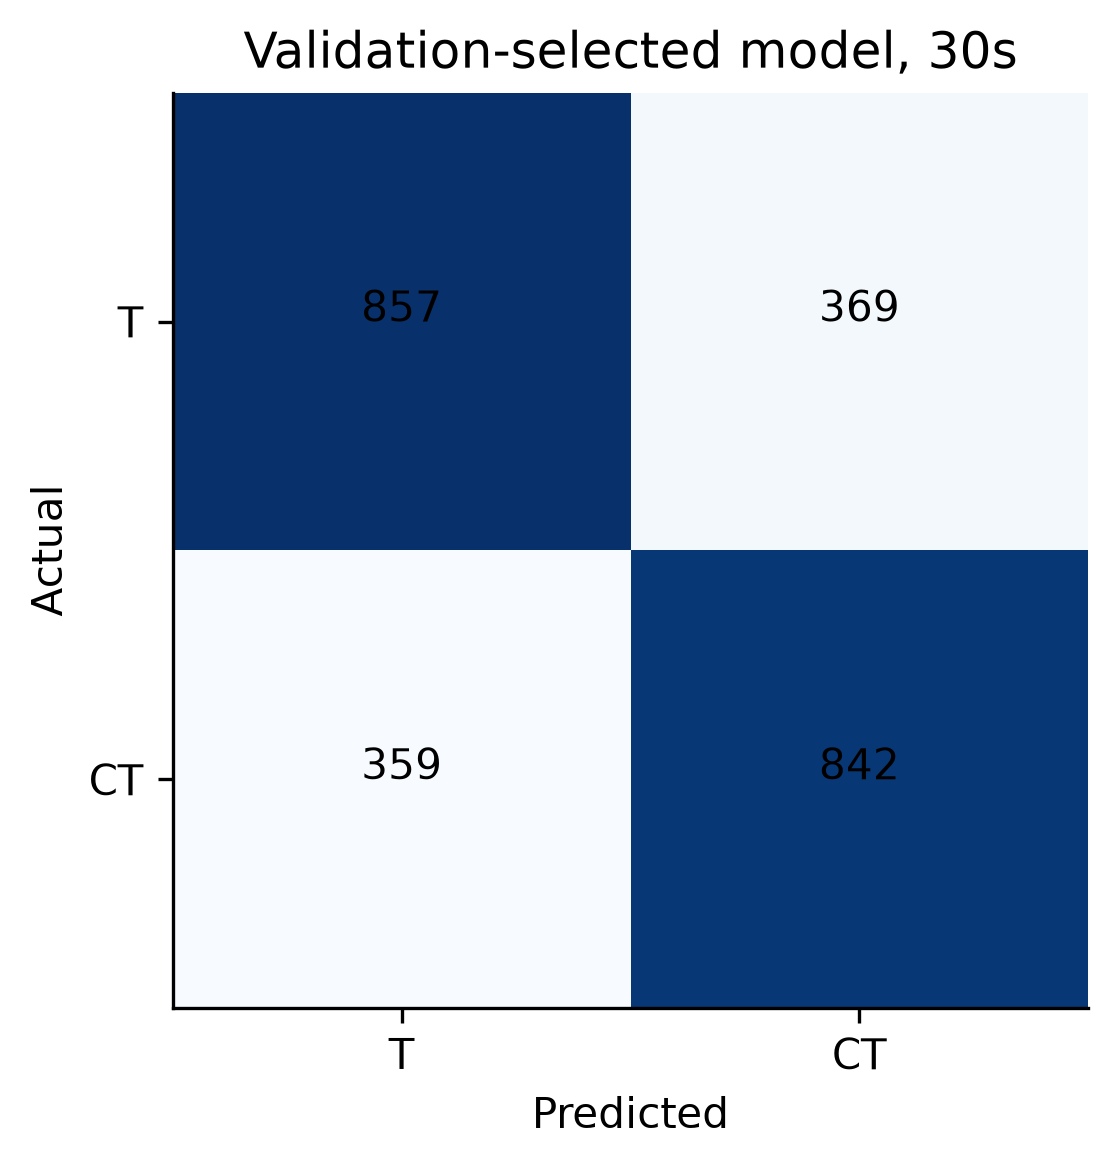 Validation-selected model, 30s
Actual
T
857
369
CT
359
842
T
CT
Predicted